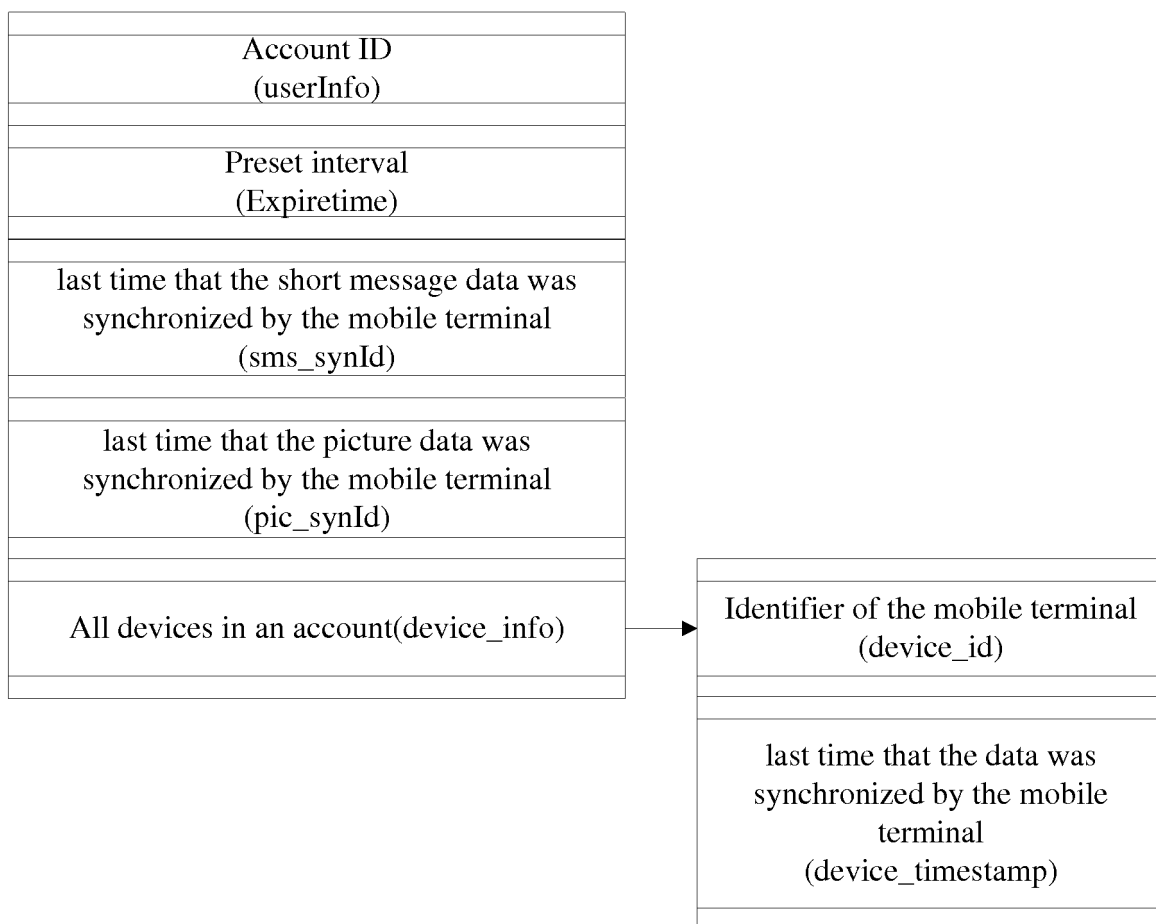 Account ID
(userInfo)
Preset interval
(Expiretime)
last time that the short message data was
synchronized by the mobile terminal
(sms_synId)
last time that the picture data was
synchronized by the mobile terminal
(pic_synId)
All devices in an account(device_info)
Identifier of the mobile terminal
(device_id)
last time that the data was
synchronized by the mobile
terminal
(device_timestamp)